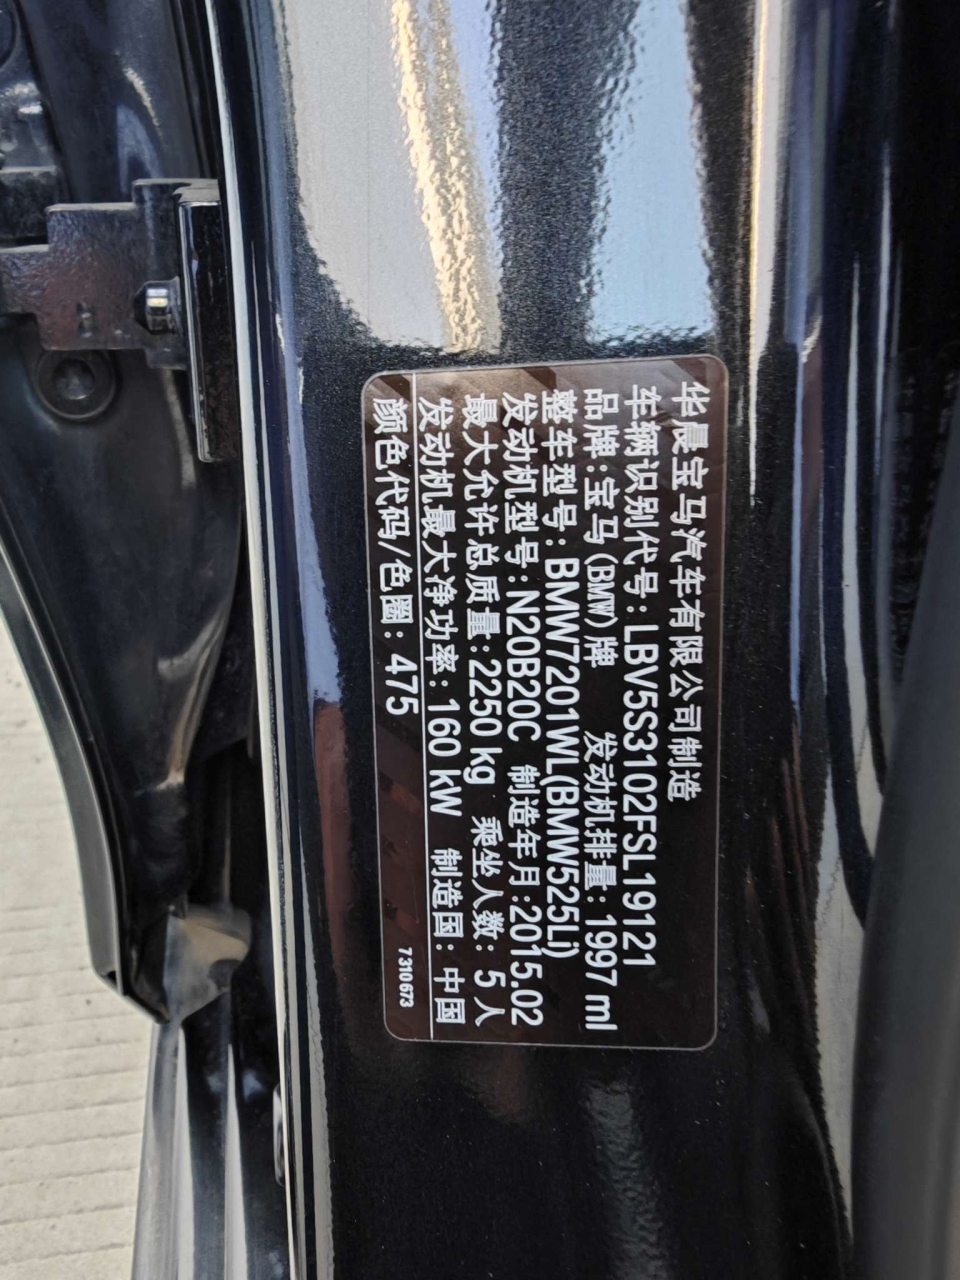 华晨宝马汽车有限公司制造
车辆识别代号:LBV5S3102FSL19121
品牌:宝马(BMW)牌 发动机排量:1997 ml
整车型号:BMW7201WL(BMW525Li)
发动机型号:N20B20C 制造年月:2015.02
最大允许总质量:2250 kg 乘坐人数:5人
发动机最大净功率:160 kW 制造国:中国
颜色代码/色圈:475
7310673